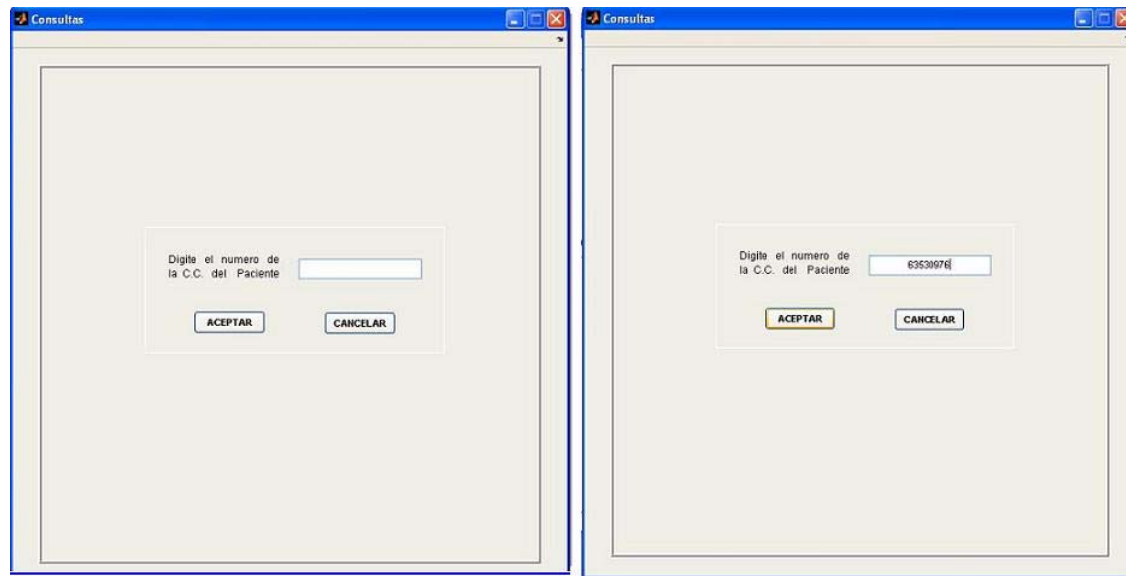 Consultas
Digite el numero de
la C.C. del Paciente
ACEPTAR
CANCELAR
Consultas
Digite el numero de
la C.C. del Paciente
63530976
ACEPTAR
CANCELAR